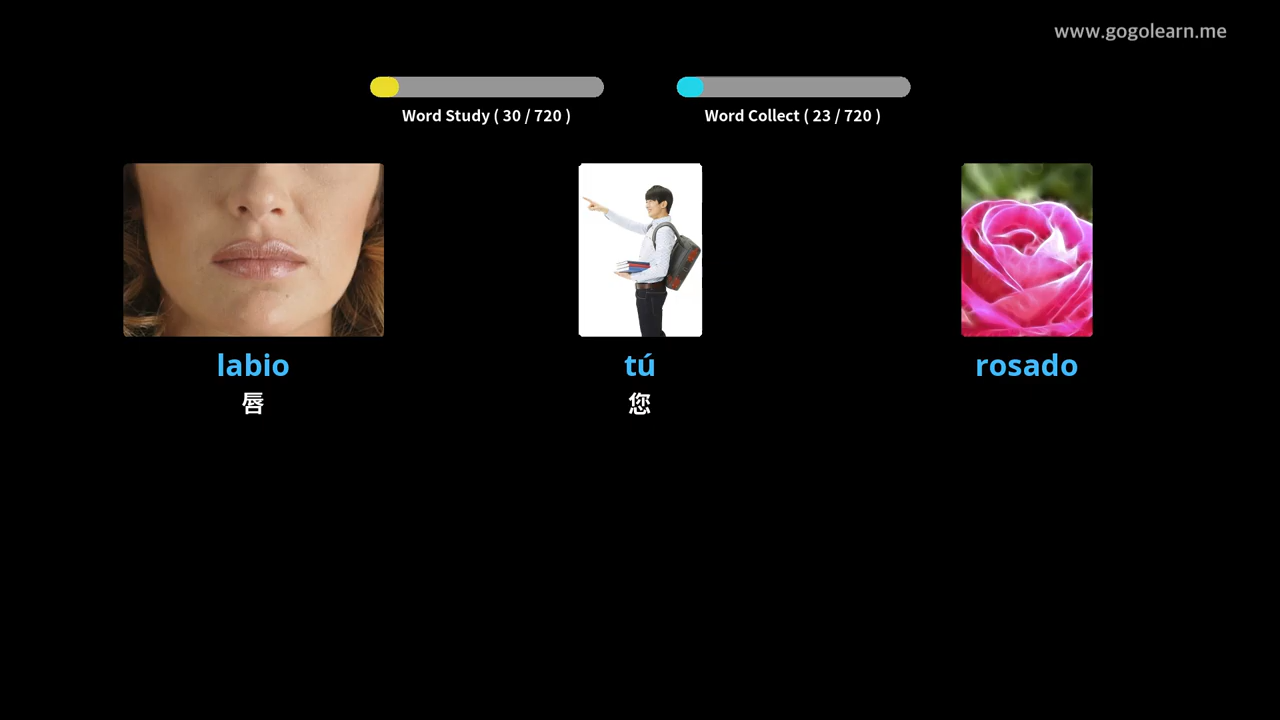 www.gogolearn.me
Word Study ( 30 / 720 )
Word Collect ( 23 / 720 )
labio
tú
rosado
唇
您